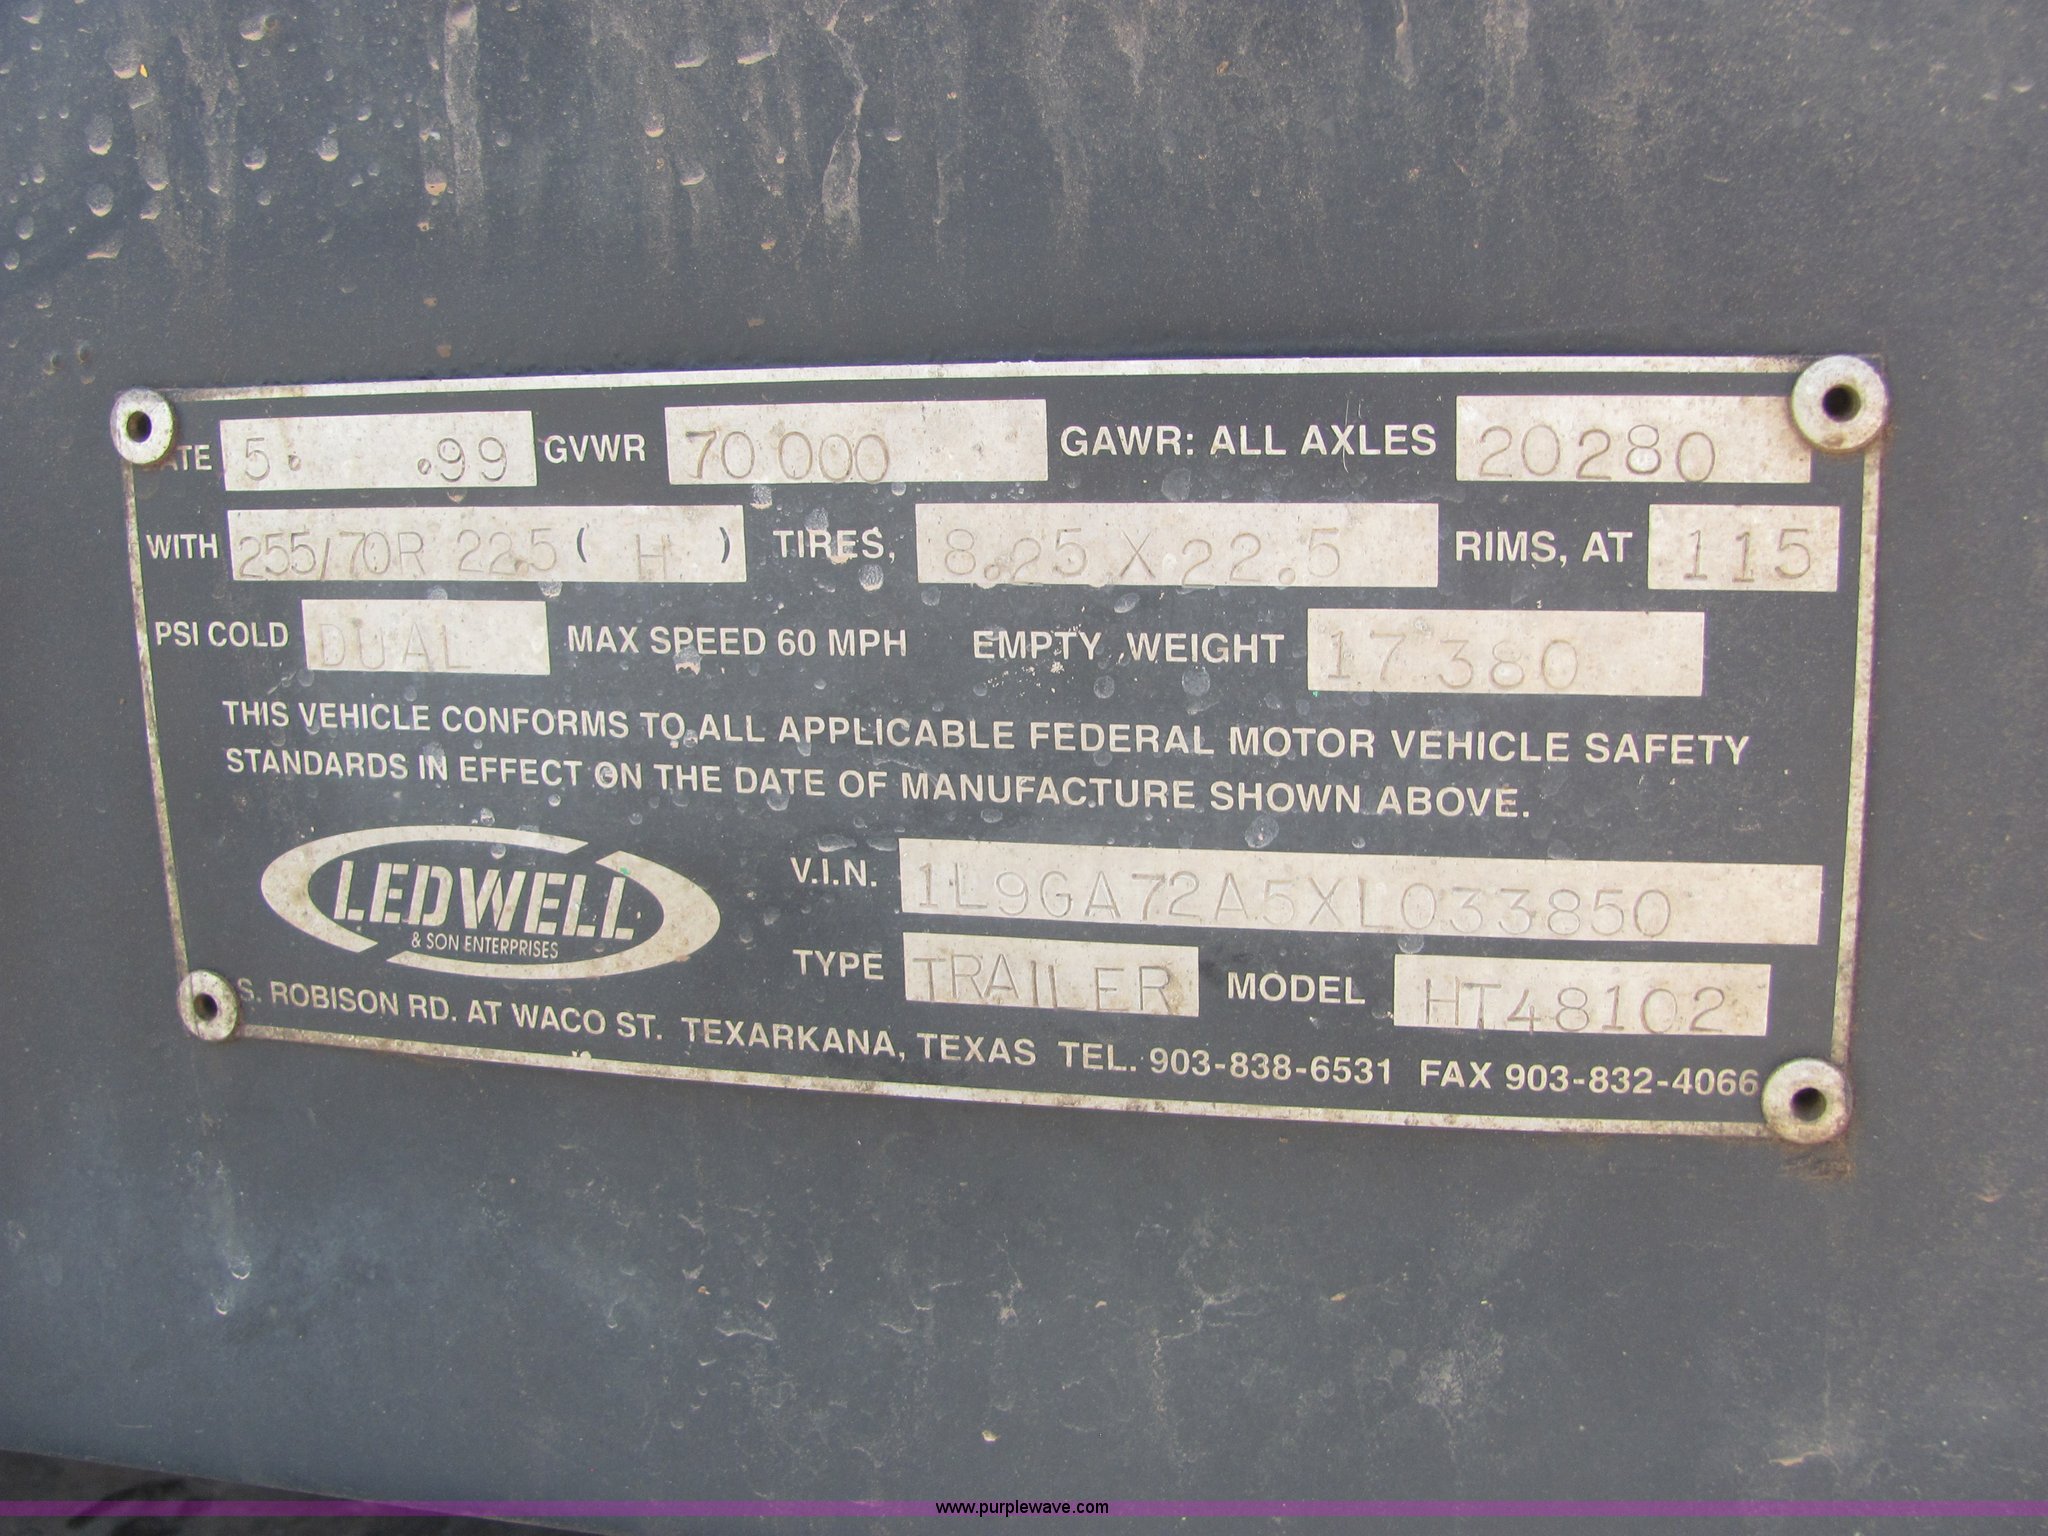 ATE 5. .99 GVWR 70000 GAWR: ALL AXLES 20280
WITH 255/70R 22.5 ( H ) TIRES, 8.25 X 22.5 RIMS, AT 115
PSI COLD DUAL MAX SPEED 60 MPH EMPTY WEIGHT 17380
THIS VEHICLE CONFORMS TO ALL APPLICABLE FEDERAL MOTOR VEHICLE SAFETY
STANDARDS IN EFFECT ON THE DATE OF MANUFACTURE SHOWN ABOVE.
LEDWELL
& SON ENTERPRISES
V.I.N. 1L9GA72A5XL033850
TYPE TRAILER MODEL HT48102
S. ROBISON RD. AT WACO ST. TEXARKANA, TEXAS TEL. 903-838-6531 FAX 903-832-4066
www.purplewave.com